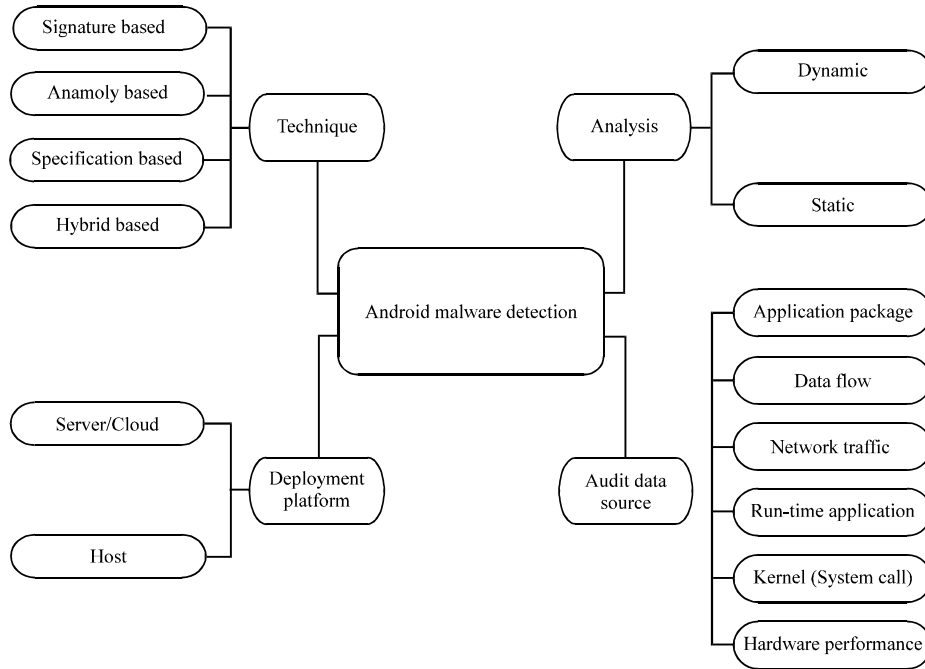 Signature based
Anamoly based
Specification based
Hybrid based
Technique
Analysis
Dynamic
Static
Android malware detection
Server/Cloud
Host
Deployment
platform
Audit data
source
Application package
Data flow
Network traffic
Run-time application
Kernel (System call)
Hardware performance